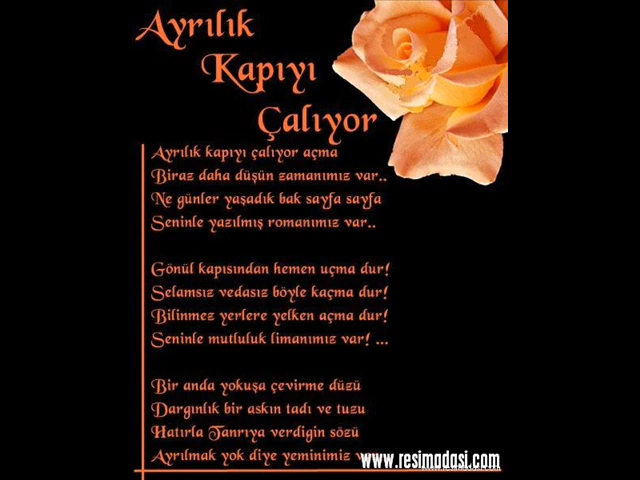 Ayrılık
Kapıyı
Çalıyor
Ayrılık kapıyı çalıyor açma
Biraz daha düşün zamanımız var..
Ne günler yaşadık bak sayfa sayfa
Seninle yazılmış romanımız var..
Gönül kapısından hemen uçma dur!
Selamsız vedasız böyle kaçma dur!
Bilinmez yerlere yelken açma dur!
Seninle mutluluk limanımız var! ...
Bir anda yokuşa çevirme düzü
Dargınlık bir askın tadı ve tuzu
Hatırla Tanrıya verdigin sözü
Ayrılmak yok diye yeminimiz
www.resimadasi.com